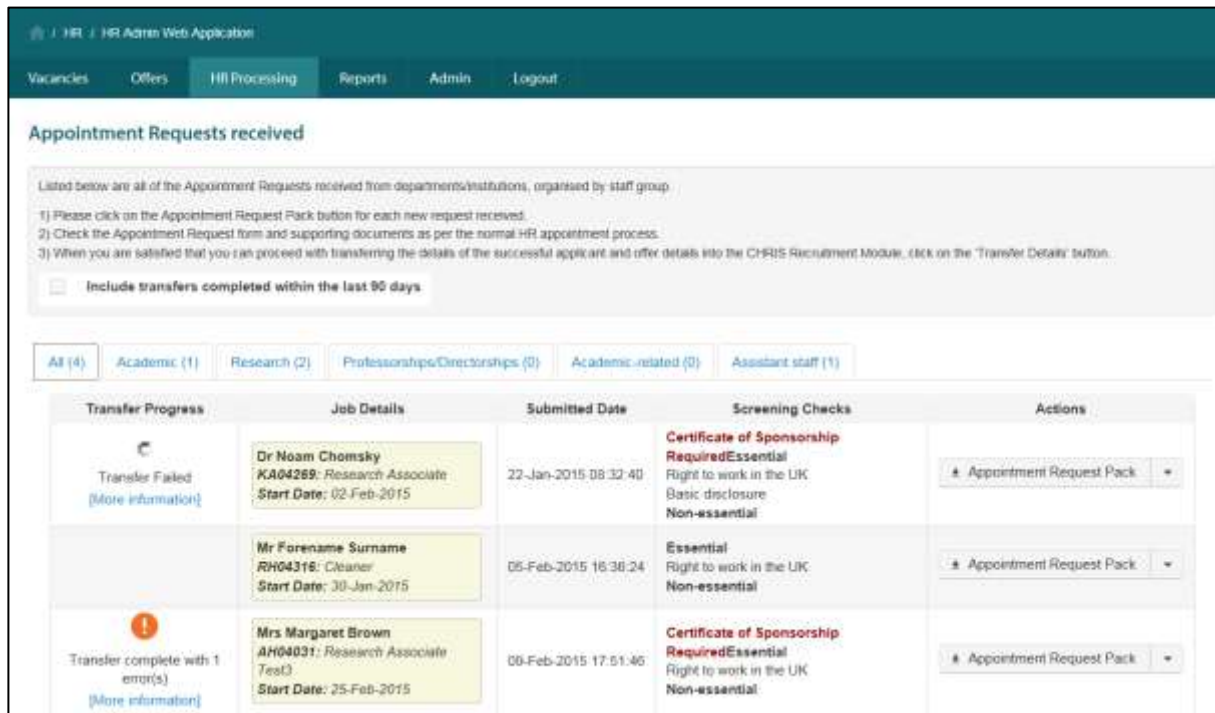 / HR / HR Admin Web Application
Vacancies Offers HR Processing Reports Admin Logout
Appointment Requests received
Listed below are all of the Appointment Requests received from departments/institutions, organised by staff group.
1) Please click on the Appointment Request Pack button for each new request received.
2) Check the Appointment Request form and supporting documents as per the normal HR appointment process.
3) When you are satisfied that you can proceed with transferring the details of the successful applicant and offer details into the CHRIS Recruitment Module, click on the 'Transfer Details' button.
Include transfers completed within the last 90 days
All (4) Academic (1) Research (2) Professorships/Directorships (0) Academic-related (0) Assistant staff (1)
Transfer Progress Job Details Submitted Date Screening Checks Actions
Transfer Failed
[More information]
Dr Noam Chomsky
KA04269: Research Associate
Start Date: 02-Feb-2015
22-Jan-2015 08:32:40
Certificate of Sponsorship
RequiredEssential
Right to work in the UK
Basic disclosure
Non-essential
Appointment Request Pack
Mr Forename Surname
RH04316: Cleaner
Start Date: 30-Jan-2015
05-Feb-2015 16:36:24
Essential
Right to work in the UK
Non-essential
Appointment Request Pack
Transfer complete with 1
error(s)
[More information]
Mrs Margaret Brown
AH04031: Research Associate
Test3
Start Date: 25-Feb-2015
09-Feb-2015 17:51:46
Certificate of Sponsorship
RequiredEssential
Right to work in the UK
Non-essential
Appointment Request Pack